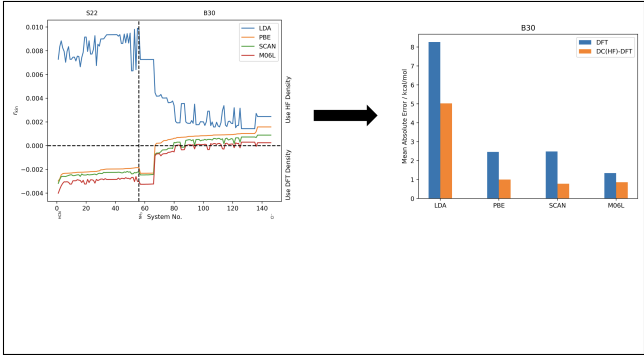 S22
B30
0.010
0.008
0.006
0.004
0.002
0.000
−0.002
−0.004
LDA
PBE
SCAN
M06L
Use HF Density
Use DFT Density
0
20
40
60
80
100
120
140
System No.
B30
Mean Absolute Error / kcal/mol
8
7
6
5
4
3
2
1
0
DFT
DC(HF)-DFT
LDA
PBE
SCAN
M06L